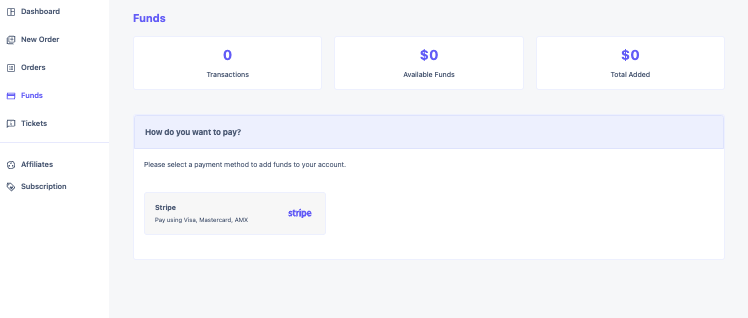 Dashboard
New Order
Orders
Funds
Tickets
Affiliates
Subscription
Funds
0
Transactions
$0
Available Funds
$0
Total Added
How do you want to pay?
Please select a payment method to add funds to your account.
Stripe
Pay using Visa, Mastercard, AMX
stripe